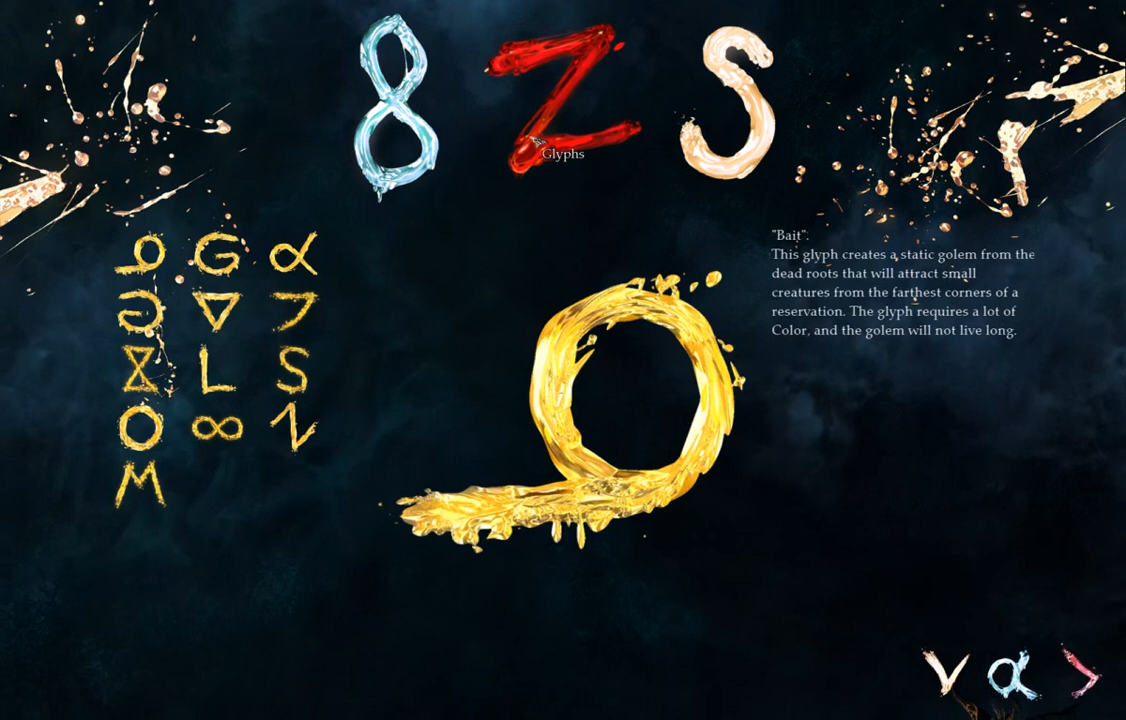 8 Z S
Glyphs
"Bait":
This glyph creates a static golem from the
dead roots that will attract small
creatures from the farthest corners of a
reservation. The glyph requires a lot of
Color, and the golem will not live long.